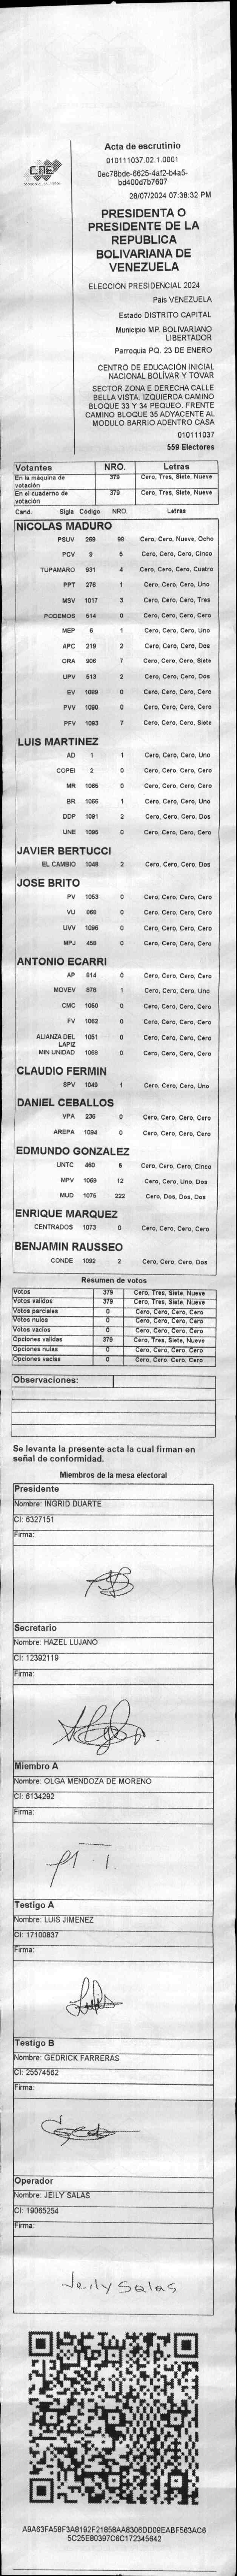 CNE
Acta de escrutinio
010111037.02.1.0001
0ec78bde-6625-4af2-b4a5-
bd400d7b7607
28/07/2024 07:38:32 PM
PRESIDENTA O
PRESIDENTE DE LA
REPUBLICA
BOLIVARIANA DE
VENEZUELA
ELECCIÓN PRESIDENCIAL 2024
Pais VENEZUELA
Estado DISTRITO CAPITAL
Municipio MP. BOLIVARIANO
LIBERTADOR
Parroquia PQ. 23 DE ENERO
CENTRO DE EDUCACIÓN INICIAL
NACIONAL BOLÍVAR Y TOVAR
SECTOR ZONA E DERECHA CALLE
BELLA VISTA. IZQUIERDA CAMINO
BLOQUE 33 Y 34 PEQUEO. FRENTE
CAMINO BLOQUE 35 ADYACENTE AL
MODULO BARRIO ADENTRO CASA
010111037
559 Electores
Votantes NRO. Letras
En la máquina de votación 379 Cero, Tres, Siete, Nueve
En el cuaderno de votación 379 Cero, Tres, Siete, Nueve
Cand. Sigla Código NRO. Letras
NICOLAS MADURO
PSUV 269 98 Cero, Cero, Nueve, Ocho
PCV 9 5 Cero, Cero, Cero, Cinco
TUPAMARO 931 4 Cero, Cero, Cero, Cuatro
PPT 276 1 Cero, Cero, Cero, Uno
MSV 1017 3 Cero, Cero, Cero, Tres
PODEMOS 514 0 Cero, Cero, Cero, Cero
MEP 6 1 Cero, Cero, Cero, Uno
APC 219 2 Cero, Cero, Cero, Dos
ORA 906 7 Cero, Cero, Cero, Siete
UPV 513 2 Cero, Cero, Cero, Dos
EV 1089 0 Cero, Cero, Cero, Cero
PVV 1090 0 Cero, Cero, Cero, Cero
PFV 1093 7 Cero, Cero, Cero, Siete
LUIS MARTINEZ
AD 1 1 Cero, Cero, Cero, Uno
COPEI 2 0 Cero, Cero, Cero, Cero
MR 1065 0 Cero, Cero, Cero, Cero
BR 1066 1 Cero, Cero, Cero, Uno
DDP 1091 2 Cero, Cero, Cero, Dos
UNE 1095 0 Cero, Cero, Cero, Cero
JAVIER BERTUCCI
EL CAMBIO 1048 2 Cero, Cero, Cero, Dos
JOSE BRITO
PV 1053 0 Cero, Cero, Cero, Cero
VU 868 0 Cero, Cero, Cero, Cero
UVV 1096 0 Cero, Cero, Cero, Cero
MPJ 458 0 Cero, Cero, Cero, Cero
ANTONIO ECARRI
AP 814 0 Cero, Cero, Cero, Cero
MOVEV 878 1 Cero, Cero, Cero, Uno
CMC 1050 0 Cero, Cero, Cero, Cero
FV 1062 0 Cero, Cero, Cero, Cero
ALIANZA DEL LAPIZ 1051 0 Cero, Cero, Cero, Cero
MIN UNIDAD 1088 0 Cero, Cero, Cero, Cero
CLAUDIO FERMIN
SPV 1049 1 Cero, Cero, Cero, Uno
DANIEL CEBALLOS
VPA 236 0 Cero, Cero, Cero, Cero
AREPA 1094 0 Cero, Cero, Cero, Cero
EDMUNDO GONZALEZ
UNTC 460 5 Cero, Cero, Cero, Cinco
MPV 1069 12 Cero, Cero, Uno, Dos
MUD 1075 222 Cero, Dos, Dos, Dos
ENRIQUE MARQUEZ
CENTRADOS 1073 0 Cero, Cero, Cero, Cero
BENJAMIN RAUSSEO
CONDE 1092 2 Cero, Cero, Cero, Dos
Resumen de votos
Votos 379 Cero, Tres, Siete, Nueve
Votos validos 379 Cero, Tres, Siete, Nueve
Votos parciales 0 Cero, Cero, Cero, Cero
Votos nulos 0 Cero, Cero, Cero, Cero
Votos vacios 0 Cero, Cero, Cero, Cero
Opciones validas 379 Cero, Tres, Siete, Nueve
Opciones nulas 0 Cero, Cero, Cero, Cero
Opciones vacias 0 Cero, Cero, Cero, Cero
Observaciones:
Se levanta la presente acta la cual firman en
señal de conformidad.
Miembros de la mesa electoral
Presidente
Nombre: INGRID DUARTE
CI: 6327151
Firma:
Secretario
Nombre: HAZEL LUJANO
CI: 12392119
Firma:
Miembro A
Nombre: OLGA MENDOZA DE MORENO
CI: 6134292
Firma:
Testigo A
Nombre: LUIS JIMENEZ
CI: 17100837
Firma:
Testigo B
Nombre: GEDRICK FARRERAS
CI: 25574562
Firma:
Operador
Nombre: JEILY SALAS
CI: 19065254
Firma:
Jeily Salas
A9A63FA58F3A8192F21858AA8306DD09EABF563AC6
5C25E80397C6C172345642